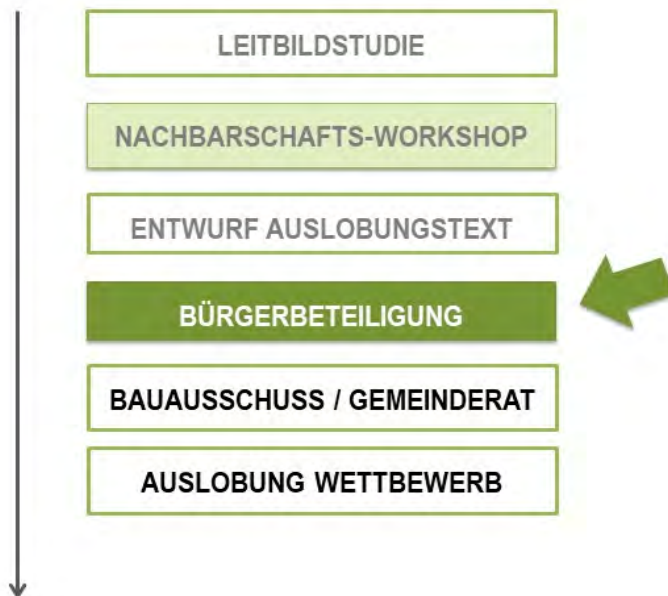 LEITBILDSTUDIE
NACHBARSCHAFTS-WORKSHOP
ENTWURF AUSLOBUNGSTEXT
BÜRGERBETEILIGUNG
BAUAUSSCHUSS / GEMEINDERAT
AUSLOBUNG WETTBEWERB